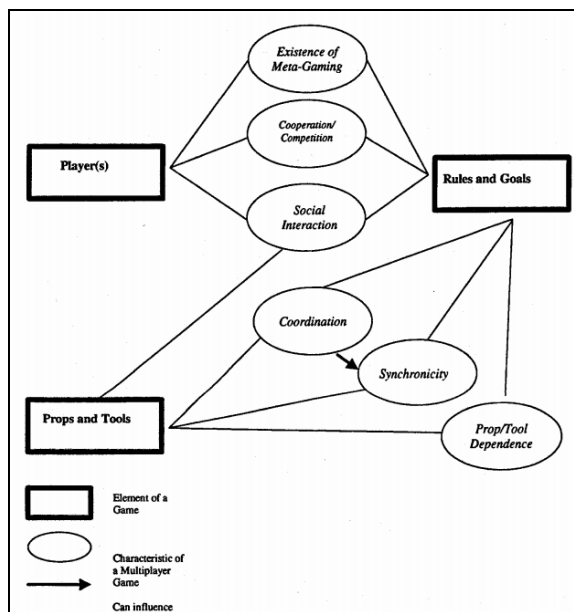 Existence of
Meta-Gaming
Cooperation/
Competition
Player(s)
Rules and Goals
Social
Interaction
Coordination
Synchronicity
Props and Tools
Prop/Tool
Dependence
Element of a
Game
Characteristic of
a Multiplayer
Game
Can influence